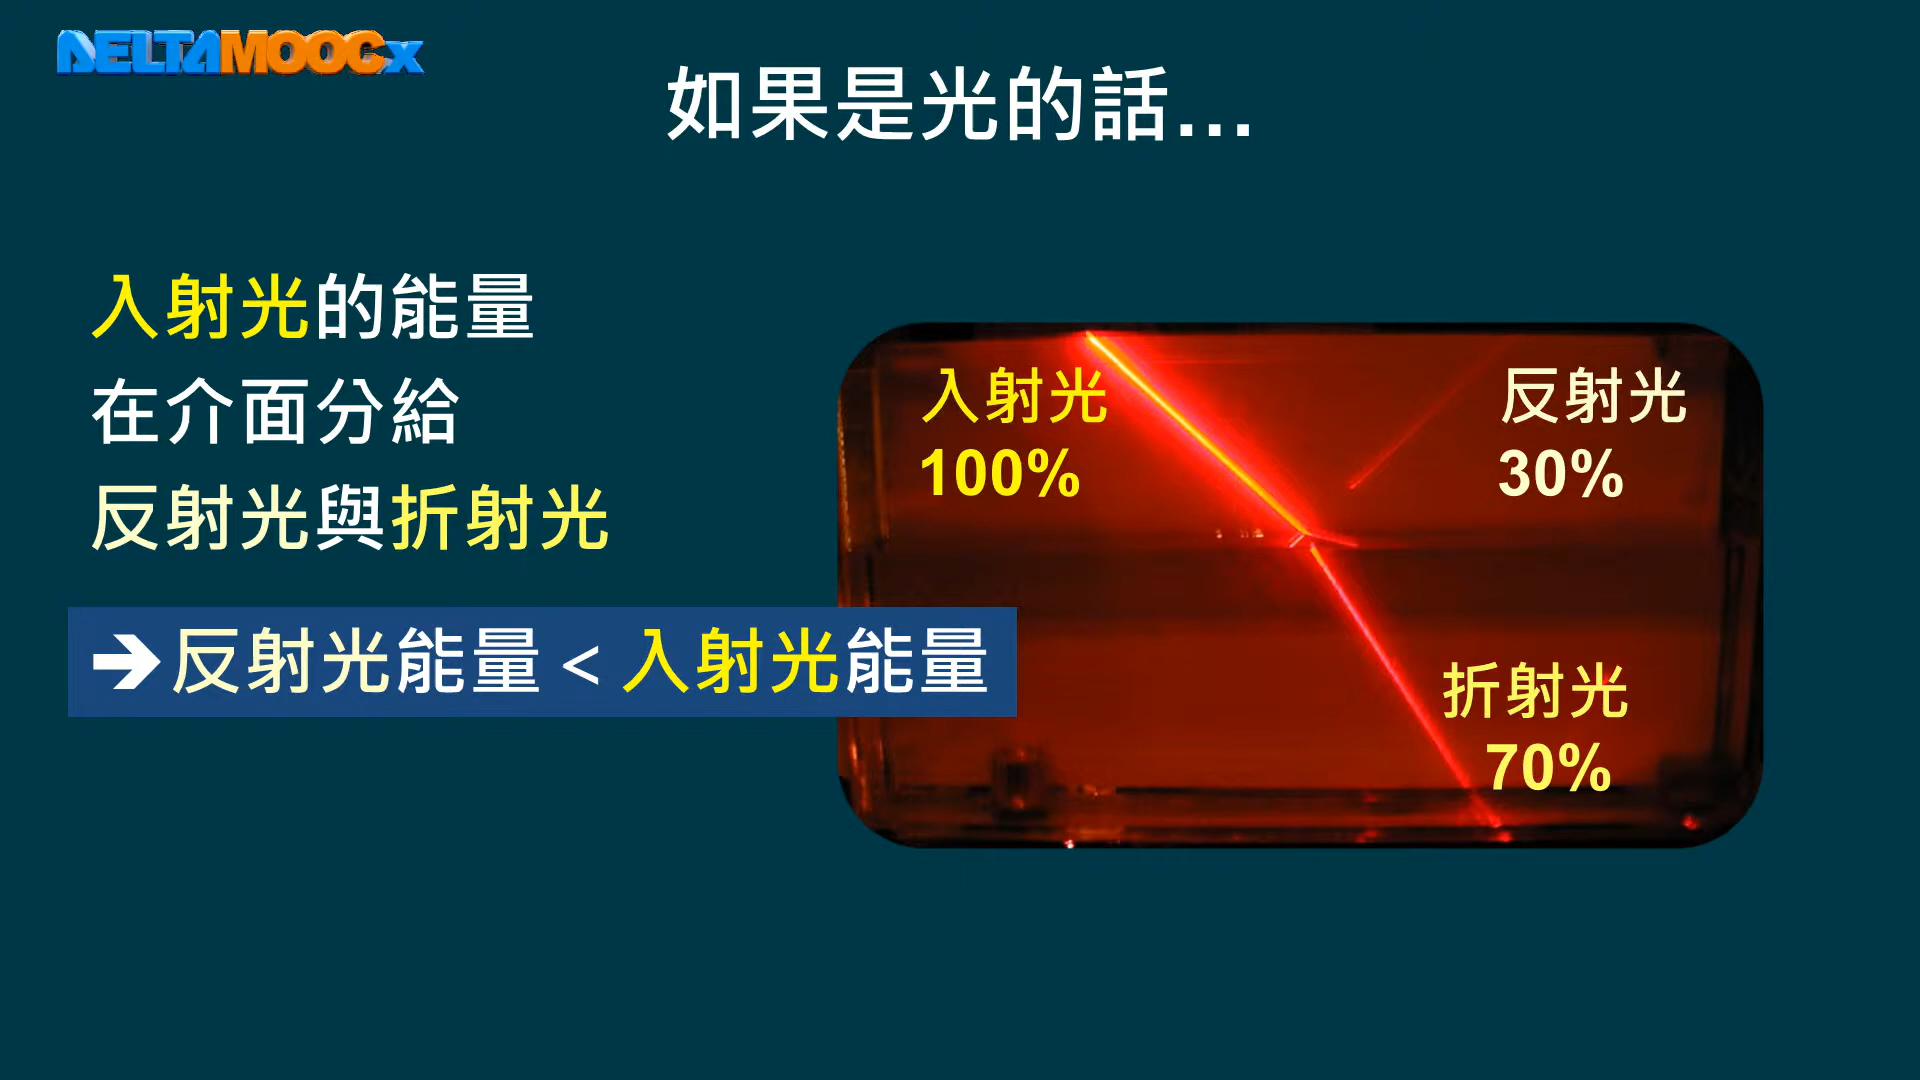 DELTAMOOCx
如果是光的話…
入射光的能量
在介面分給
反射光與折射光
➔反射光能量 < 入射光能量
入射光
100%
反射光
30%
折射光
70%